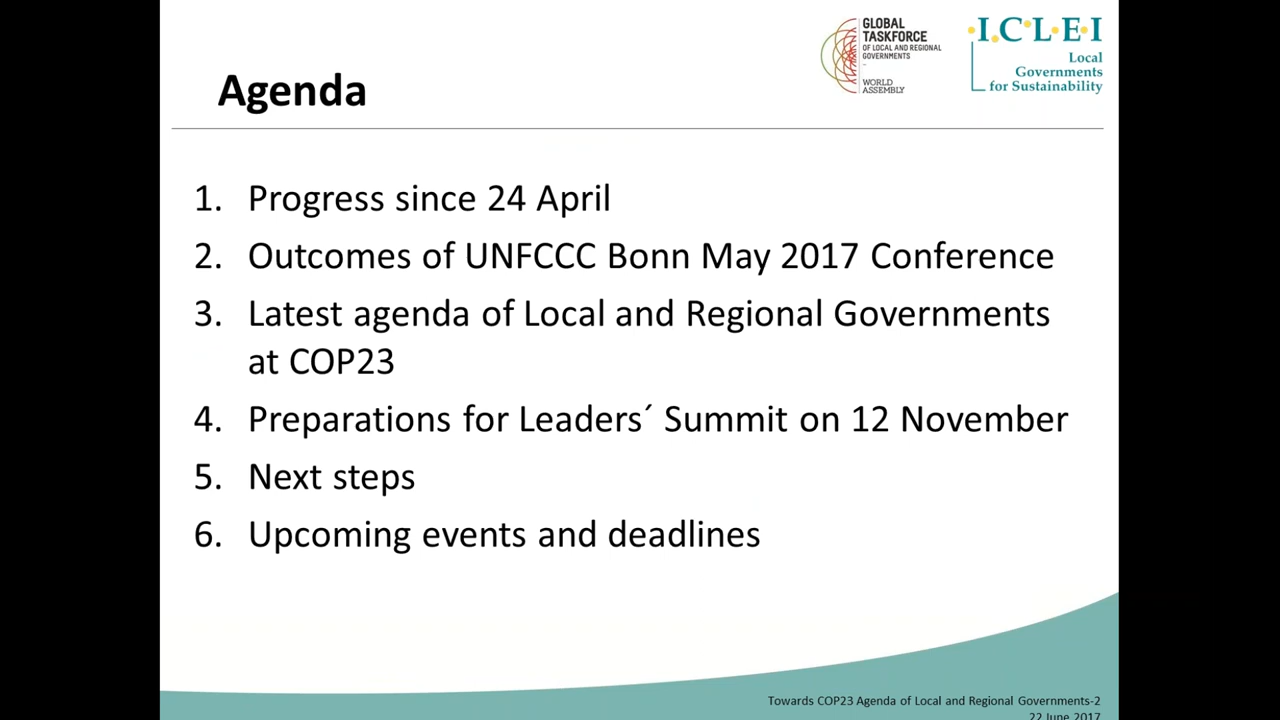 GLOBAL
TASKFORCE
OF LOCAL AND REGIONAL
GOVERNMENTS
-
WORLD
ASSEMBLY
·I.C·L·E·I
Local
Governments
for Sustainability
Agenda
1. Progress since 24 April
2. Outcomes of UNFCCC Bonn May 2017 Conference
3. Latest agenda of Local and Regional Governments
at COP23
4. Preparations for Leaders´ Summit on 12 November
5. Next steps
6. Upcoming events and deadlines
Towards COP23 Agenda of Local and Regional Governments-2
22 June 2017